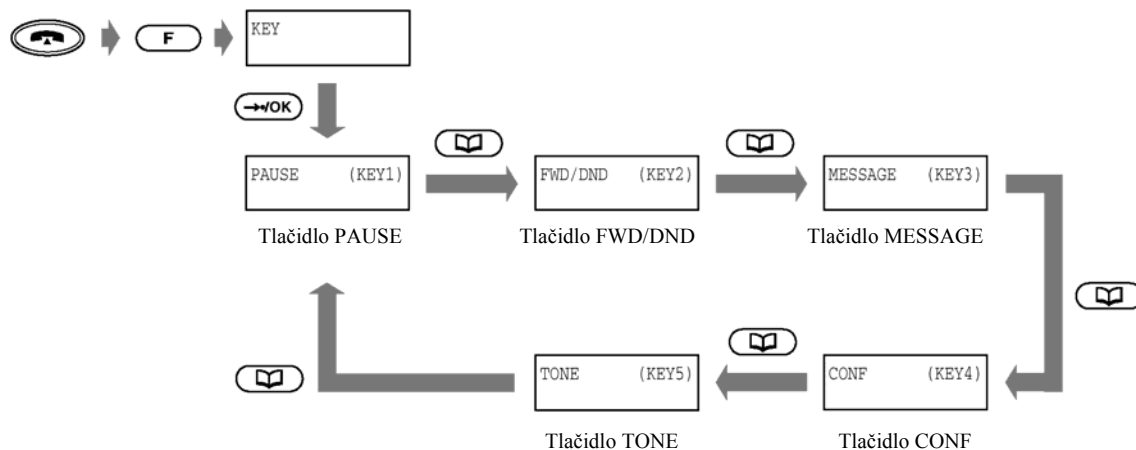 F
KEY
→•/OK
PAUSE (KEY1)
FWD/DND (KEY2)
MESSAGE (KEY3)
Tlačidlo PAUSE
Tlačidlo FWD/DND
Tlačidlo MESSAGE
TONE (KEY5)
CONF (KEY4)
Tlačidlo TONE
Tlačidlo CONF